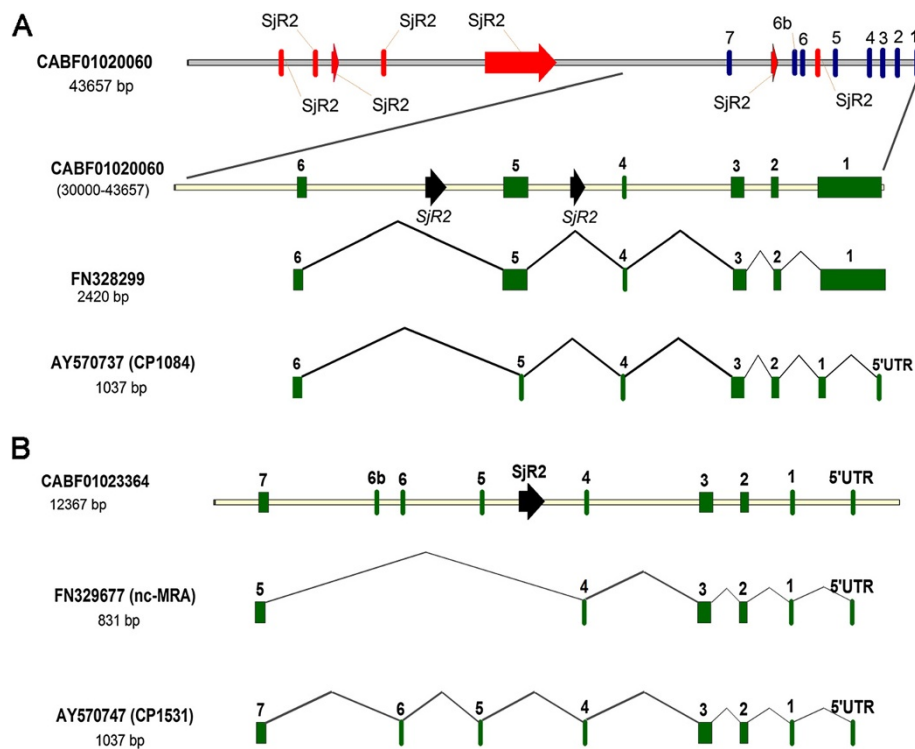 A
SjR2 SjR2 SjR2 6b
7 6 5 4 3 2 1
CABF01020060
43657 bp
SjR2 SjR2 SjR2 SjR2
CABF01020060
(30000-43657)
6 5 4 3 2 1
SjR2 SjR2
6 5 4 3 2 1
FN328299
2420 bp
AY570737 (CP1084)
1037 bp
6 5 4 3 2 1 5'UTR
B
CABF01023364
12367 bp
7 6b 6 5 SjR2 4 3 2 1 5'UTR
FN329677 (nc-MRA)
831 bp
5 4 3 2 1 5'UTR
AY570747 (CP1531)
1037 bp
7 6 5 4 3 2 1 5'UTR